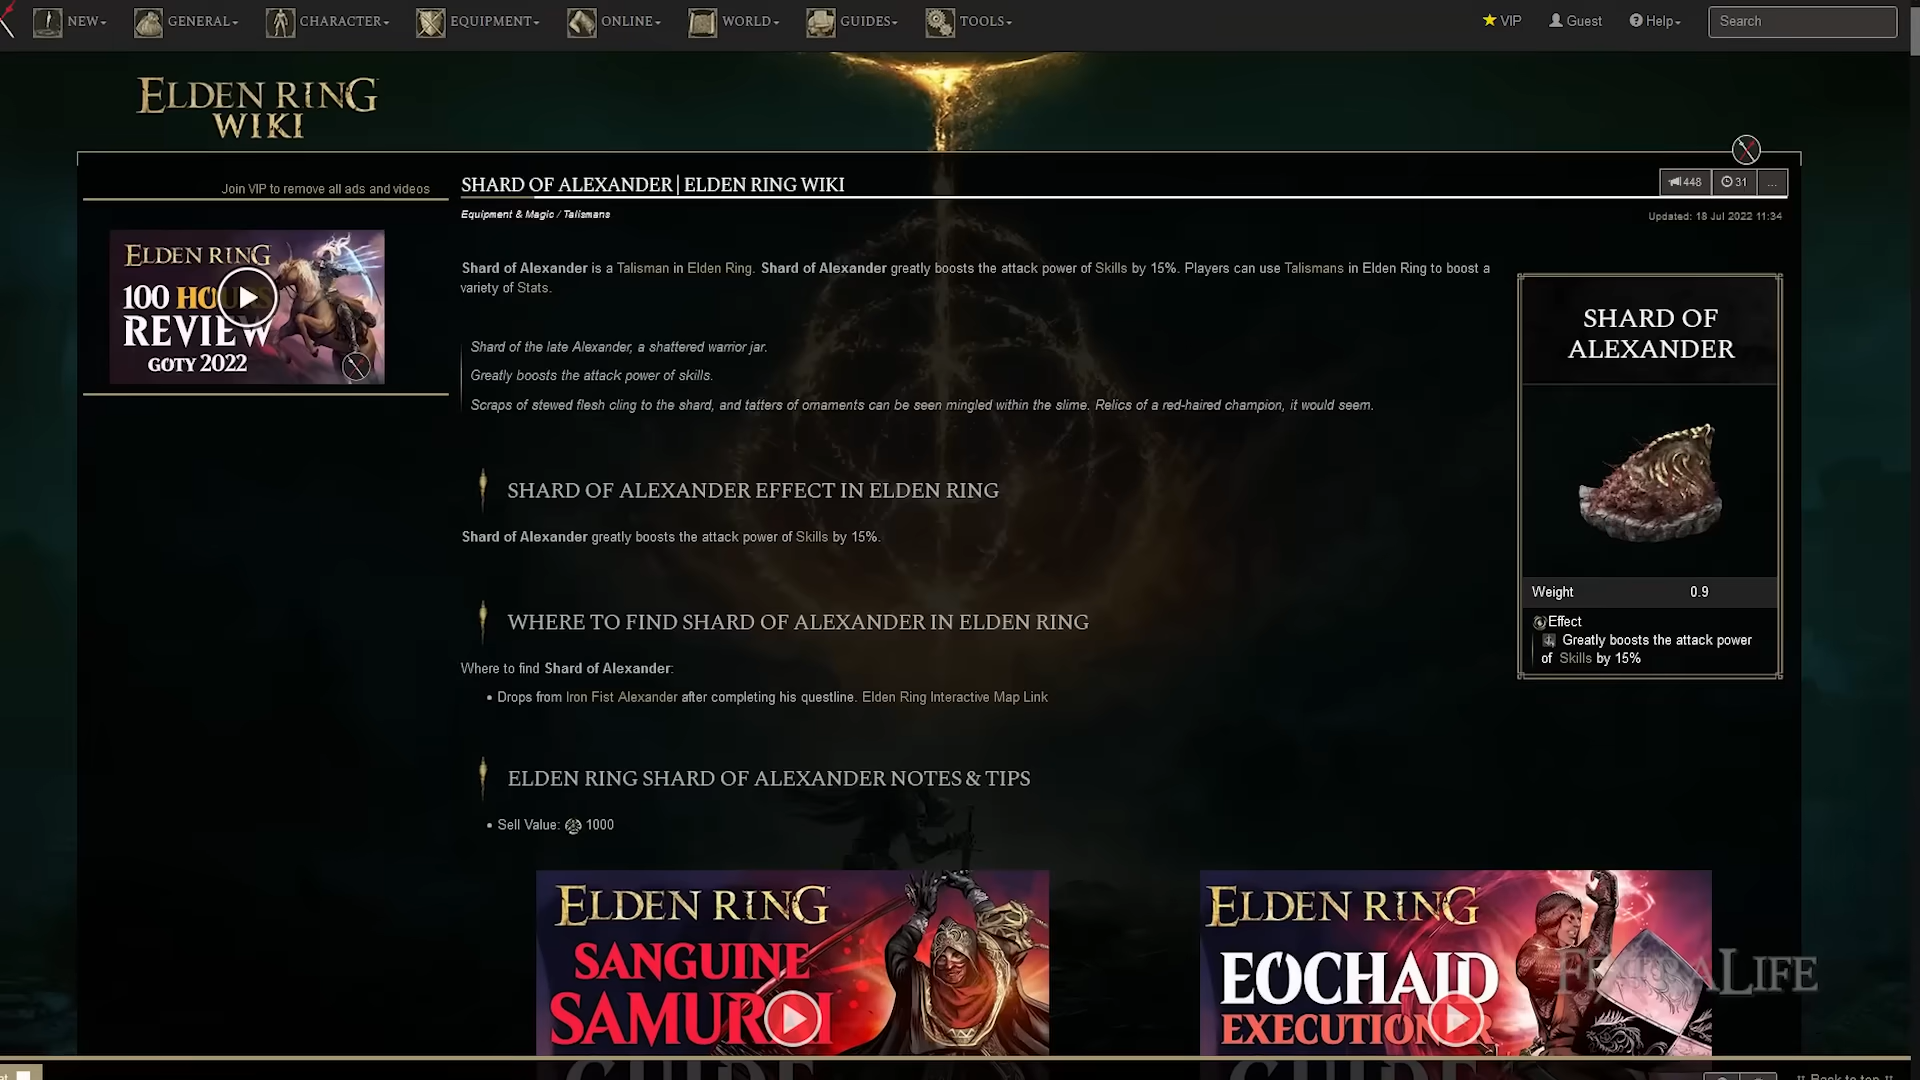 NEW
GENERAL
CHARACTER
EQUIPMENT
ONLINE
WORLD
GUIDES
TOOLS
VIP
Guest
Help
Search
ELDEN RING
WIKI
Join VIP to remove all ads and videos
SHARD OF ALEXANDER | ELDEN RING WIKI
448
31
...
Equipment & Magic / Talismans
Updated: 18 Jul 2022 11:34
ELDEN RING
100 HOURS
REVIEW
GOTY 2022
Shard of Alexander is a Talisman in Elden Ring. Shard of Alexander greatly boosts the attack power of Skills by 15%. Players can use Talismans in Elden Ring to boost a
variety of Stats.
Shard of the late Alexander, a shattered warrior jar.
Greatly boosts the attack power of skills.
Scraps of stewed flesh cling to the shard, and tatters of ornaments can be seen mingled within the slime. Relics of a red-haired champion, it would seem.
SHARD OF
ALEXANDER
Weight 0.9
Effect
Greatly boosts the attack power
of Skills by 15%
SHARD OF ALEXANDER EFFECT IN ELDEN RING
Shard of Alexander greatly boosts the attack power of Skills by 15%.
WHERE TO FIND SHARD OF ALEXANDER IN ELDEN RING
Where to find Shard of Alexander:
• Drops from Iron Fist Alexander after completing his questline. Elden Ring Interactive Map Link
ELDEN RING SHARD OF ALEXANDER NOTES & TIPS
• Sell Value: 1000
ELDEN RING
SANGUINE
SAMURAI
GUIDE
ELDEN RING
EOCHAID
EXECUTIONER
GUIDE
FEXTRALIFE
Back to top